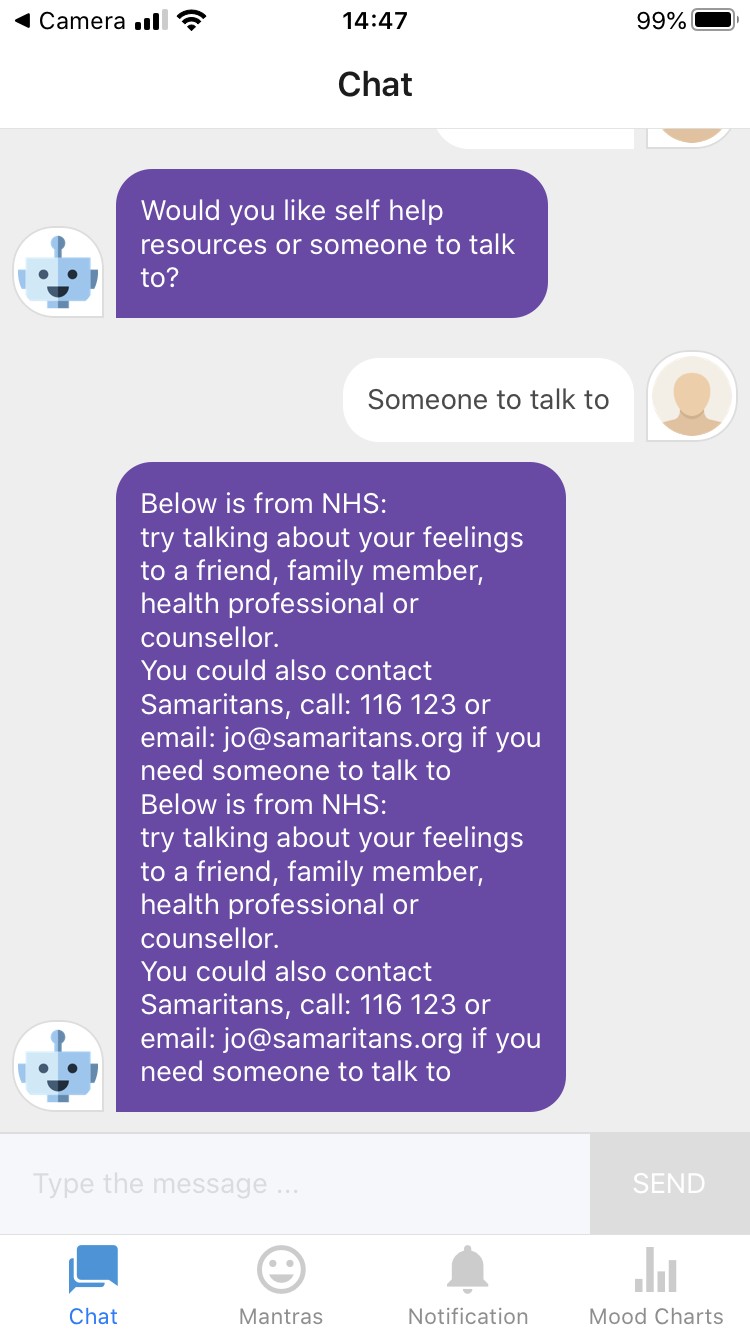 Camera
14:47
99%
Chat
Would you like self help
resources or someone to talk
to?
Someone to talk to
Below is from NHS:
try talking about your feelings
to a friend, family member,
health professional or
counsellor.
You could also contact
Samaritans, call: 116 123 or
email: jo@samaritans.org if you
need someone to talk to
Below is from NHS:
try talking about your feelings
to a friend, family member,
health professional or
counsellor.
You could also contact
Samaritans, call: 116 123 or
email: jo@samaritans.org if you
need someone to talk to
Type the message ...
SEND
Chat
Mantras
Notification
Mood Charts